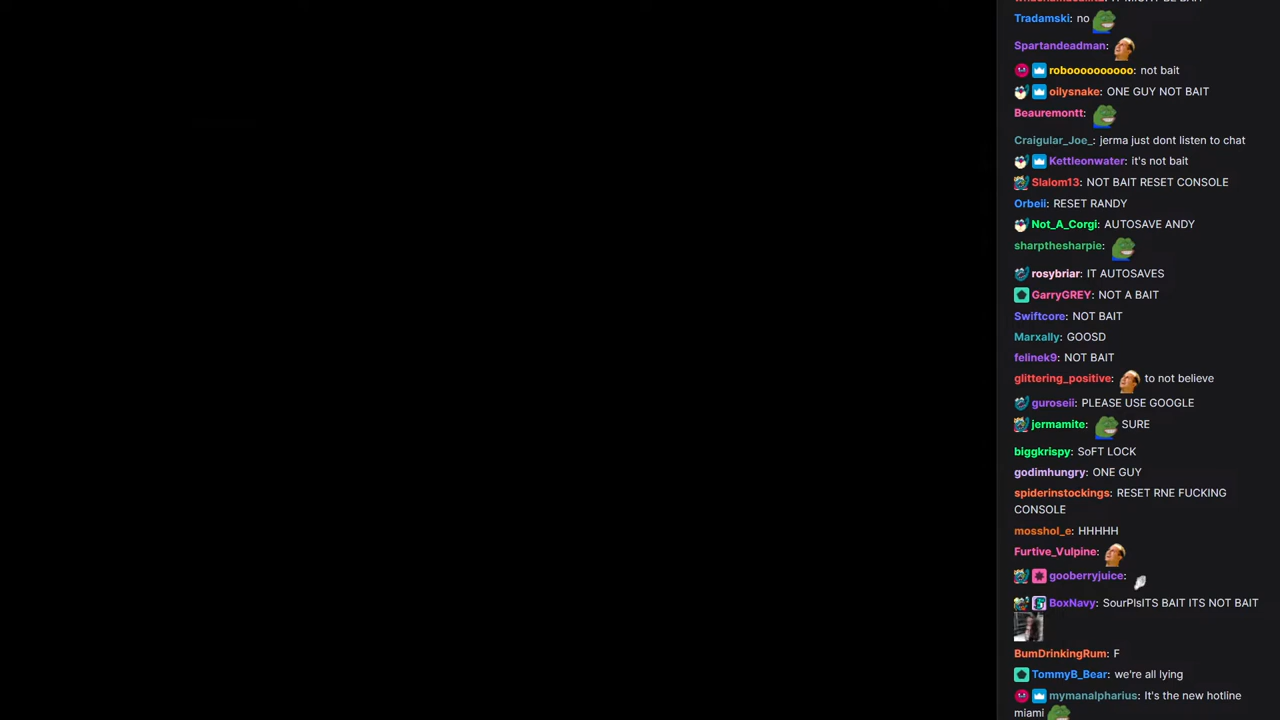 Tradamski: no
Spartandeadman:
roboooooooooo: not bait
oilysnake: ONE GUY NOT BAIT
Beauremontt:
Craigular_Joe_: jerma just dont listen to chat
Kettleonwater: it's not bait
Slalom13: NOT BAIT RESET CONSOLE
Orbeii: RESET RANDY
Not_A_Corgi: AUTOSAVE ANDY
sharpthesharpie:
rosybriar: IT AUTOSAVES
GarryGREY: NOT A BAIT
Swiftcore: NOT BAIT
Marxally: GOOSD
felinek9: NOT BAIT
glittering_positive: to not believe
guroseii: PLEASE USE GOOGLE
jermamite: SURE
biggkrispy: SoFT LOCK
godimhungry: ONE GUY
spiderinstockings: RESET RNE FUCKING
CONSOLE
mosshol_e: HHHHH
Furtive_Vulpine:
gooberryjuice:
BoxNavy: SourPlsITS BAIT ITS NOT BAIT
BumDrinkingRum: F
TommyB_Bear: we're all lying
mymanalpharius: It's the new hotline
miami